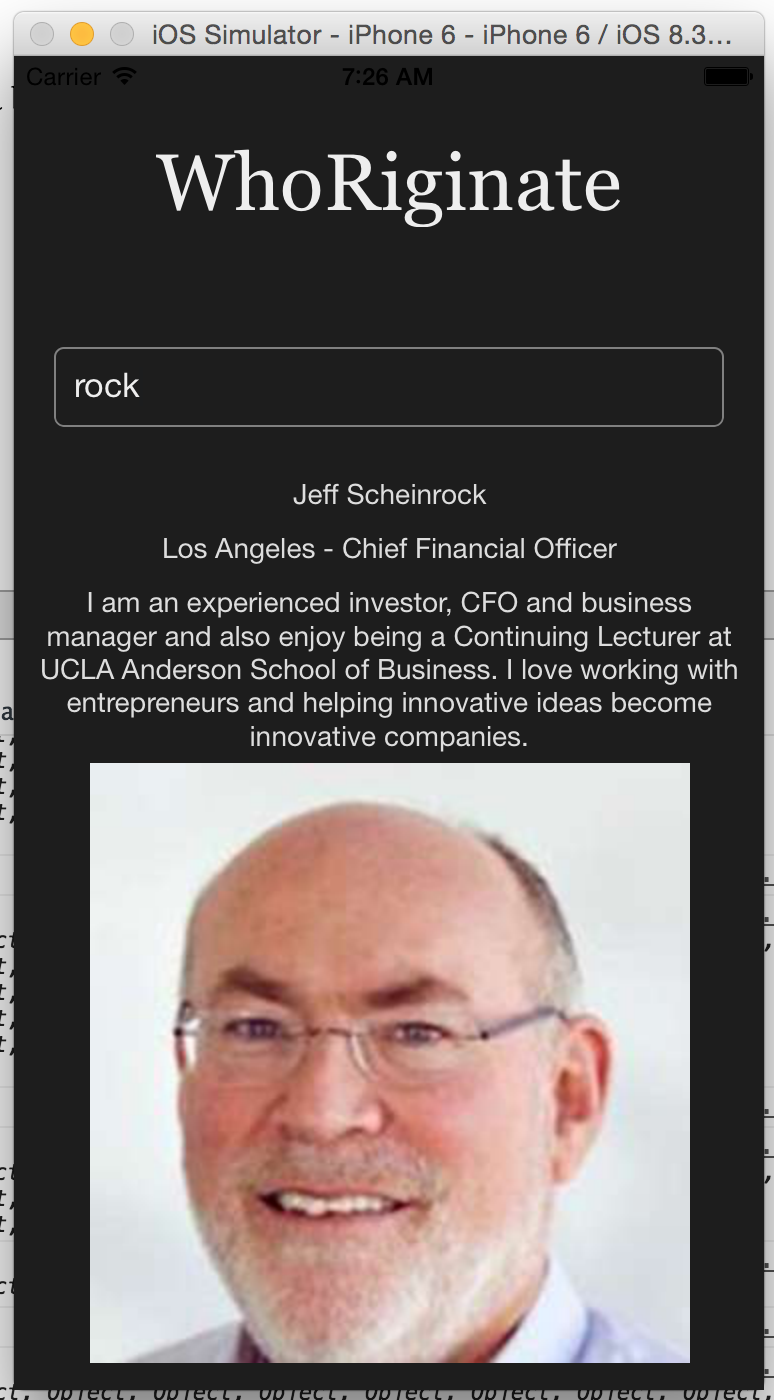 iOS Simulator - iPhone 6 - iPhone 6 / iOS 8.3...
Carrier 7:26 AM
WhoRiginate
rock
Jeff Scheinrock
Los Angeles - Chief Financial Officer
I am an experienced investor, CFO and business
manager and also enjoy being a Continuing Lecturer at
UCLA Anderson School of Business. I love working with
entrepreneurs and helping innovative ideas become
innovative companies.